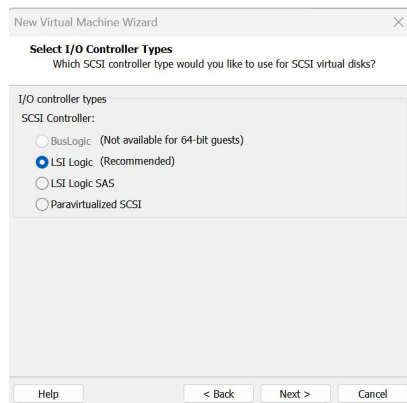 New Virtual Machine Wizard
Select I/O Controller Types
Which SCSI controller type would you like to use for SCSI virtual disks?
I/O controller types
SCSI Controller:
BusLogic (Not available for 64-bit guests)
LSI Logic (Recommended)
LSI Logic SAS
Paravirtualized SCSI
Help < Back Next > Cancel